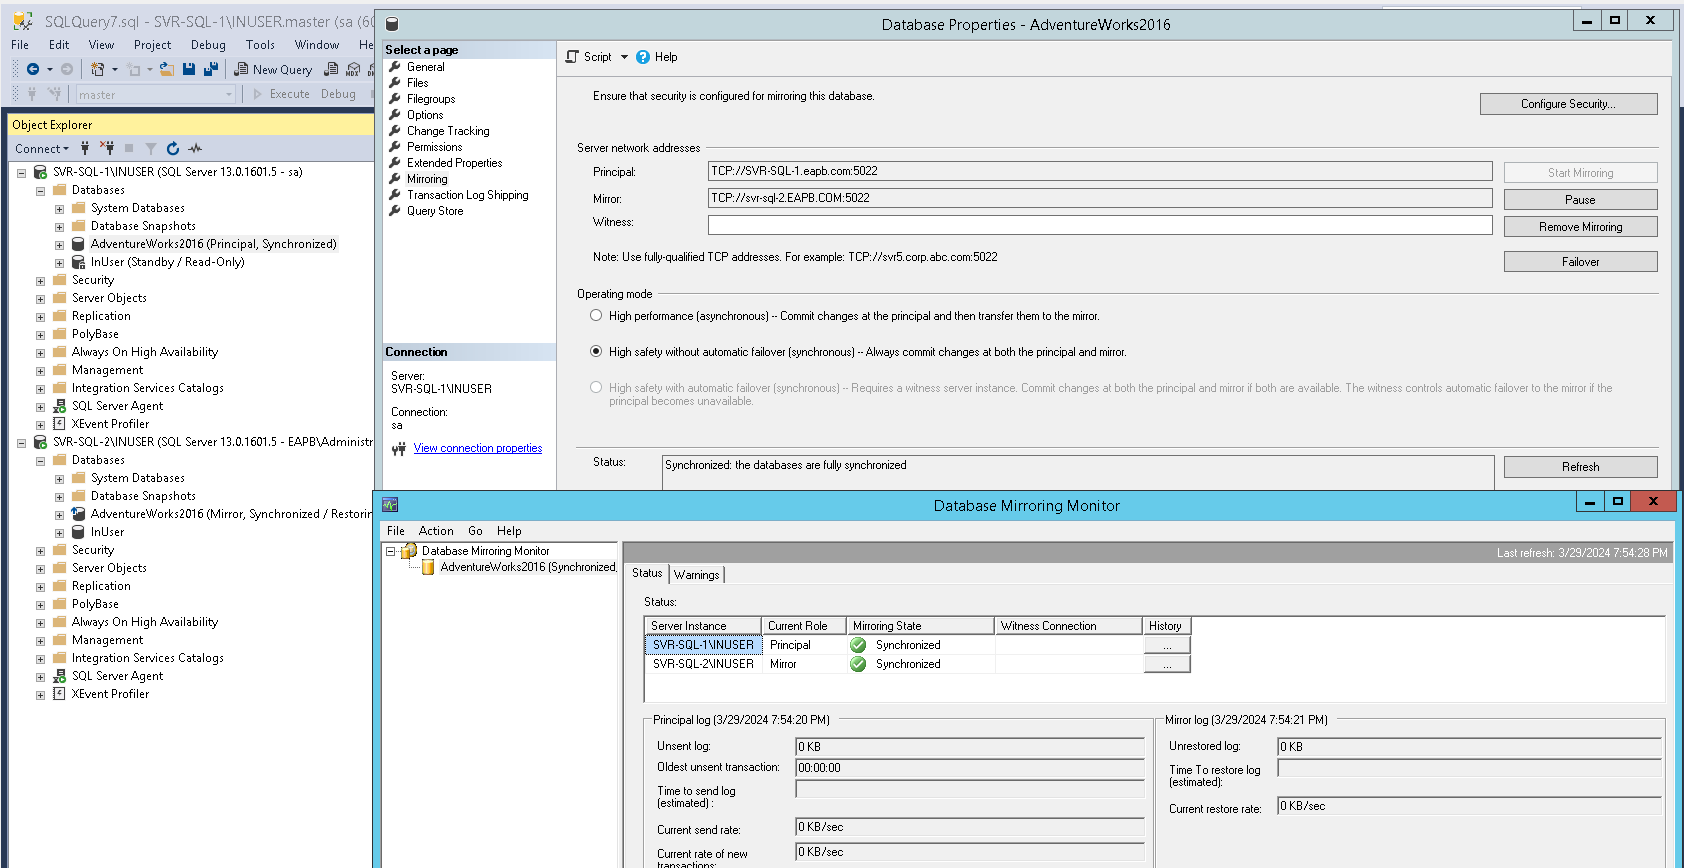 SQLQuery7.sql - SVR-SQL-1\INUSER.master (sa (60
File Edit View Project Debug Tools Window He
New Query MDX
master Execute Debug
Object Explorer
Connect
SVR-SQL-1\INUSER (SQL Server 13.0.1601.5 - sa)
Databases
System Databases
Database Snapshots
AdventureWorks2016 (Principal, Synchronized)
InUser (Standby / Read-Only)
Security
Server Objects
Replication
PolyBase
Always On High Availability
Management
Integration Services Catalogs
SQL Server Agent
XEvent Profiler
SVR-SQL-2\INUSER (SQL Server 13.0.1601.5 - EAPB\Administr
Databases
System Databases
Database Snapshots
AdventureWorks2016 (Mirror, Synchronized / Restorin
InUser
Security
Server Objects
Replication
PolyBase
Always On High Availability
Management
Integration Services Catalogs
SQL Server Agent
XEvent Profiler
Database Properties - AdventureWorks2016
Select a page
General
Files
Filegroups
Options
Change Tracking
Permissions
Extended Properties
Mirroring
Transaction Log Shipping
Query Store
Connection
Server:
SVR-SQL-1\INUSER
Connection:
sa
View connection properties
Script Help
Ensure that security is configured for mirroring this database.
Configure Security...
Server network addresses
Principal: TCP://SVR-SQL-1.eapb.com:5022 Start Mirroring
Mirror: TCP://svr-sql-2.EAPB.COM:5022 Pause
Witness: Remove Mirroring
Note: Use fully-qualified TCP addresses. For example: TCP://svr5.corp.abc.com:5022 Failover
Operating mode
High performance (asynchronous) -- Commit changes at the principal and then transfer them to the mirror.
High safety without automatic failover (synchronous) -- Always commit changes at both the principal and mirror.
High safety with automatic failover (synchronous) -- Requires a witness server instance. Commit changes at both the principal and mirror if both are available. The witness controls automatic failover to the mirror if the
principal becomes unavailable.
Status: Synchronized: the databases are fully synchronized Refresh
Database Mirroring Monitor
File Action Go Help
Database Mirroring Monitor
AdventureWorks2016 (Synchronized,
Last refresh: 3/29/2024 7:54:28 PM
Status Warnings
Status:
Server Instance Current Role Mirroring State Witness Connection History
SVR-SQL-1\INUSER Principal Synchronized ...
SVR-SQL-2\INUSER Mirror Synchronized ...
Principal log (3/29/2024 7:54:20 PM)
Unsent log: 0 KB
Oldest unsent transaction: 00:00:00
Time to send log
(estimated) :
Current send rate: 0 KB/sec
Current rate of new 0 KB/sec
transactions:
Mirror log (3/29/2024 7:54:21 PM)
Unrestored log: 0 KB
Time To restore log
(estimated):
Current restore rate: 0 KB/sec